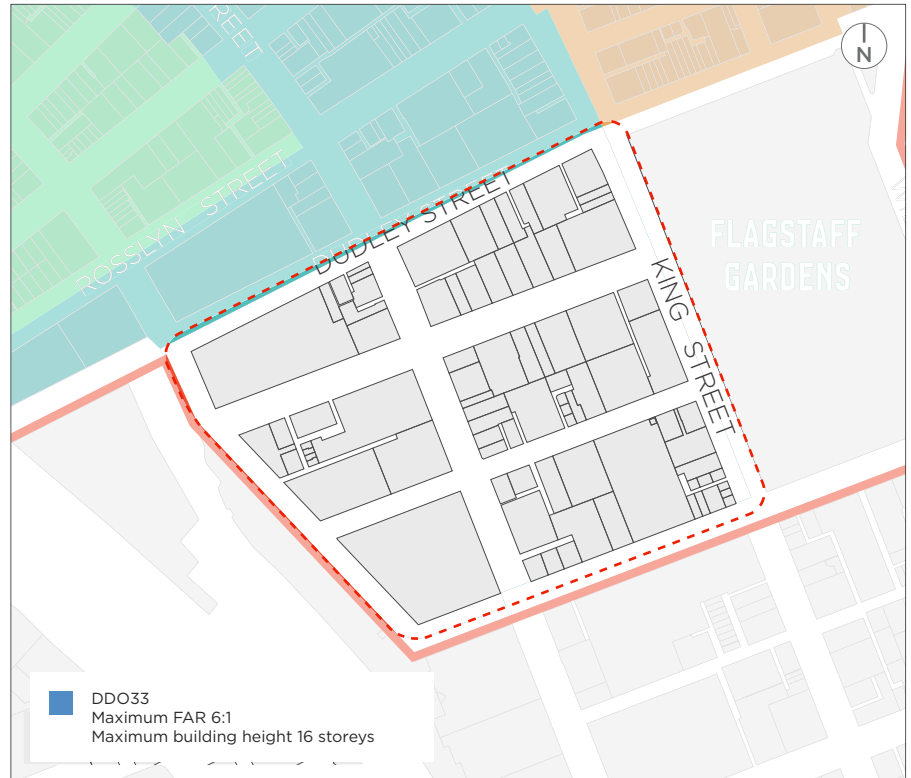 STREET
N
ROSSLYN STREET
DUDLEY STREET
FLAGSTAFF
GARDENS
KING STREET
DDO33
Maximum FAR 6:1
Maximum building height 16 storeys